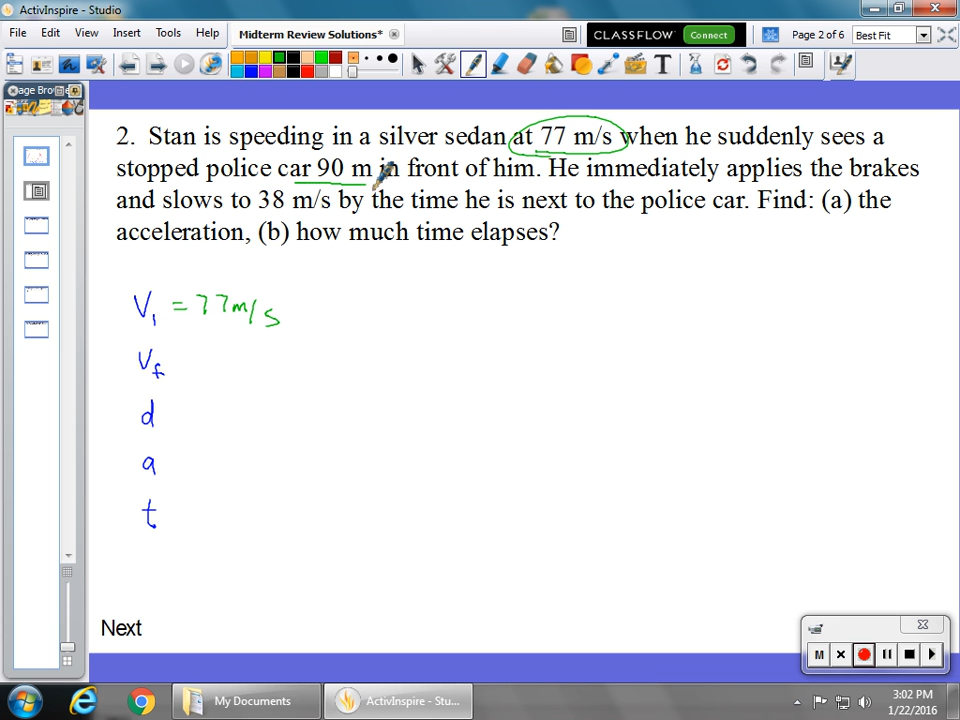 ActivInspire - Studio
File Edit View Insert Tools Help Midterm Review Solutions* CLASSFLOW Connect Page 2 of 6 Best Fit
age Bro
2. Stan is speeding in a silver sedan at 77 m/s when he suddenly sees a
stopped police car 90 m in front of him. He immediately applies the brakes
and slows to 38 m/s by the time he is next to the police car. Find: (a) the
acceleration, (b) how much time elapses?
V₁ = 77 m/s
Vf
d
a
t
Next
M
My Documents ActivInspire - Stu...
3:02 PM
1/22/2016